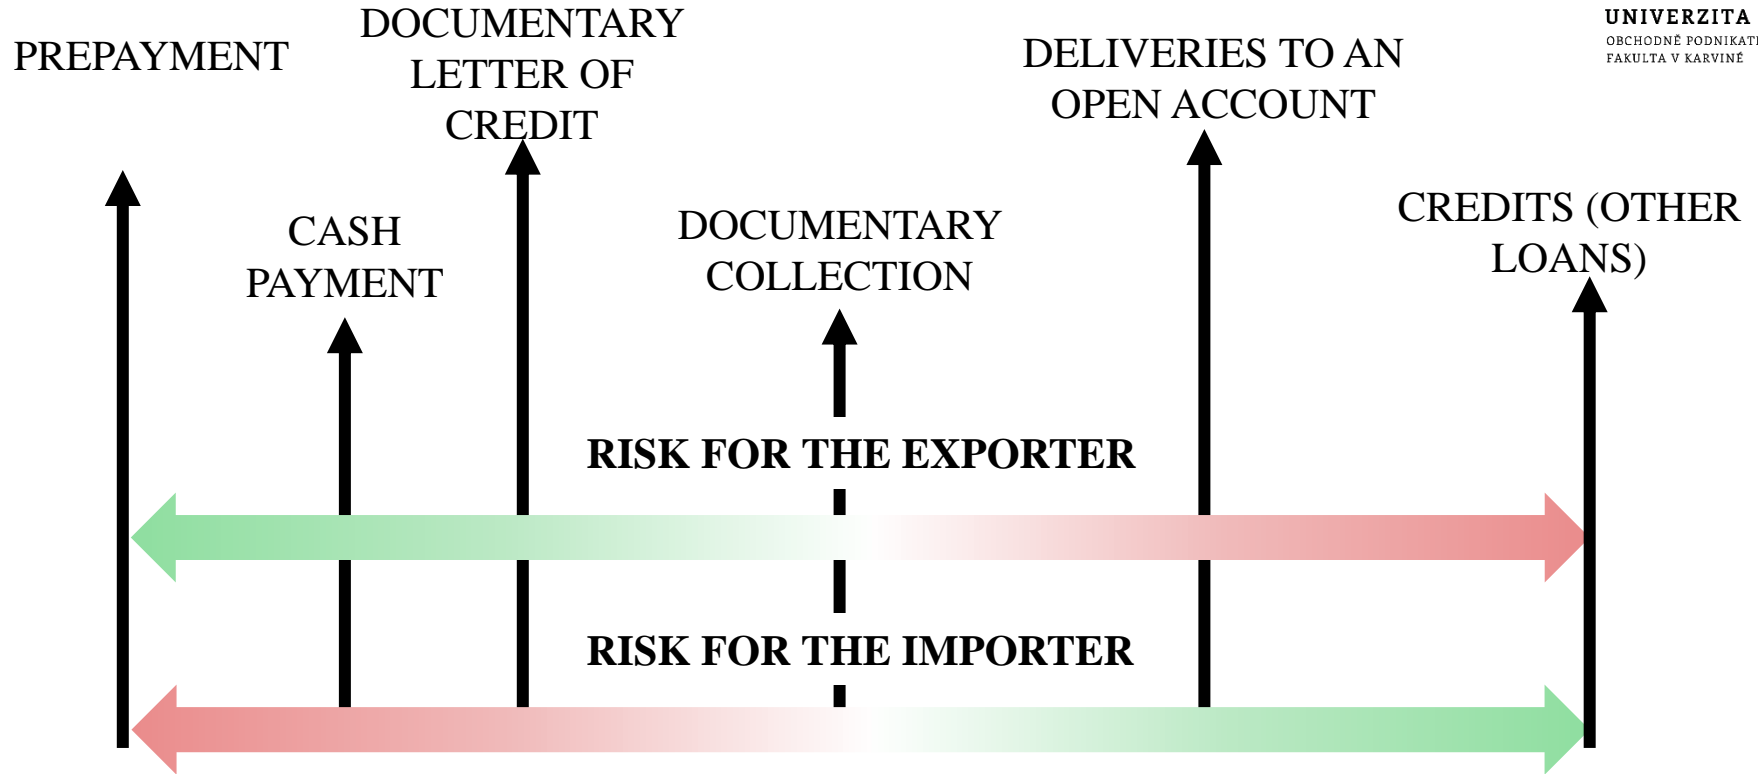 UNIVERZITA
OBCHODNĚ PODNIKAT
FAKULTA V KARVINÉ
PREPAYMENT
DOCUMENTARY
LETTER OF
CREDIT
DELIVERIES TO AN
OPEN ACCOUNT
CASH
PAYMENT
DOCUMENTARY
COLLECTION
CREDITS (OTHER
LOANS)
RISK FOR THE EXPORTER
RISK FOR THE IMPORTER